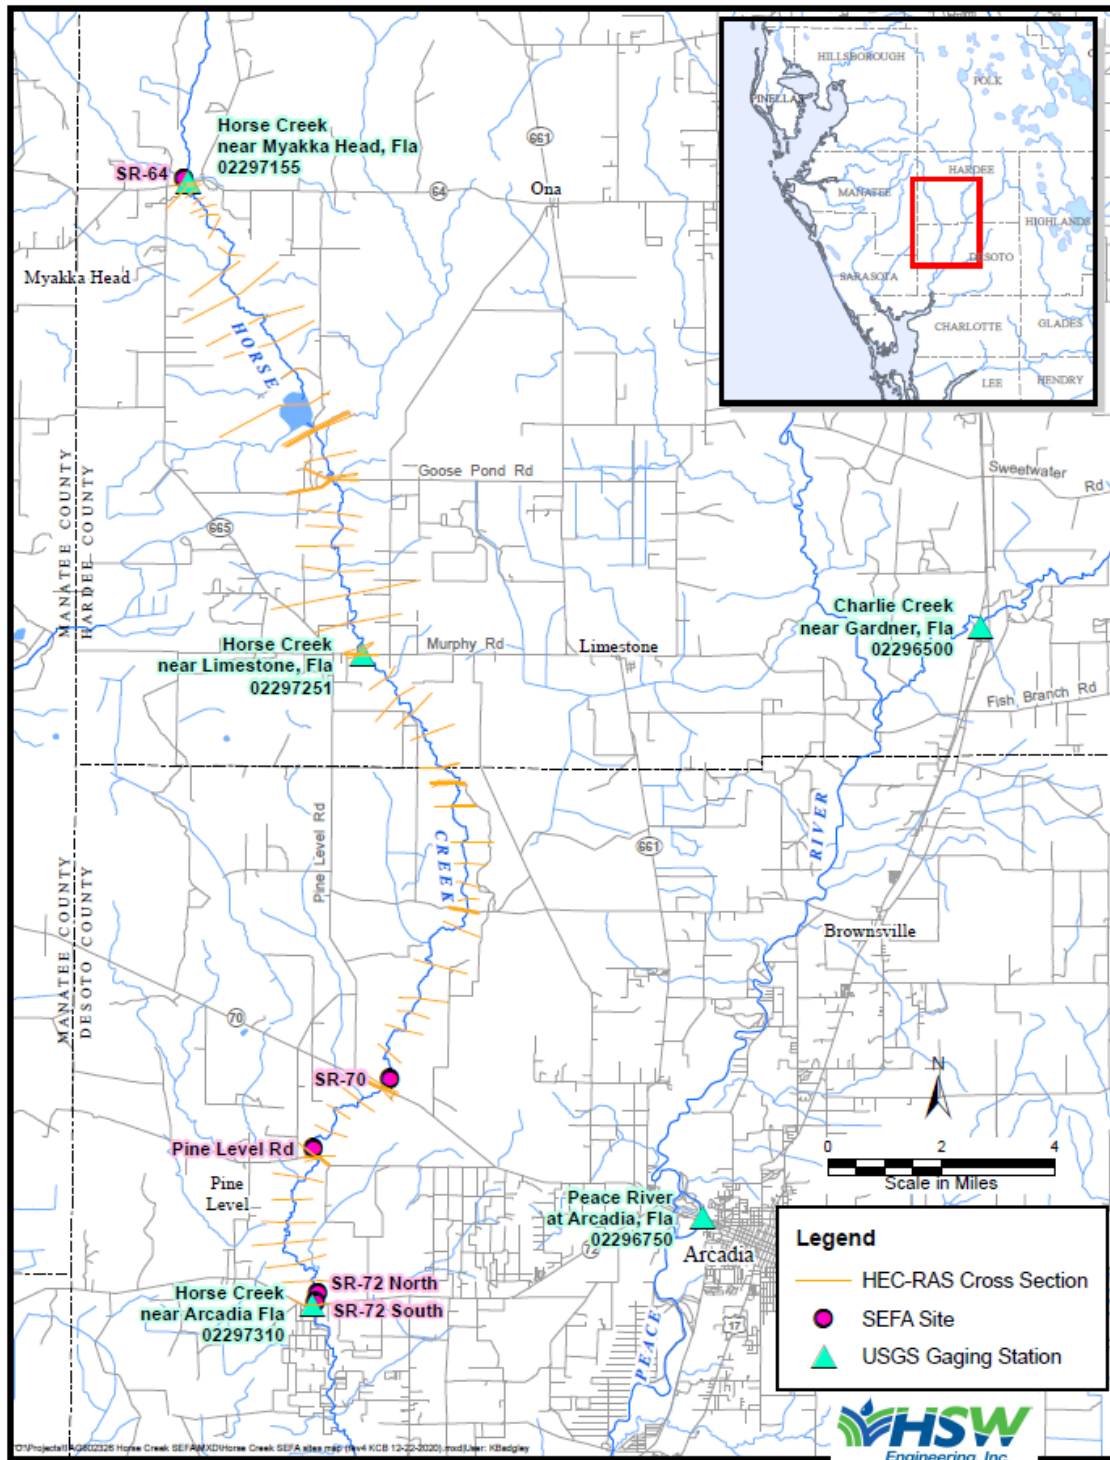 HILLSBOROUGH
POLK
PINELLAS
HARDEE
MANATEE
HIGHLANDS
DESOTO
SARASOTA
CHARLOTTE
GLADES
LEE
HENDRY
Horse Creek
near Myakka Head, Fla
02297155
SR-64
661
64
Ona
Myakka Head
HORSE
Goose Pond Rd
Sweetwater
Rd
665
MANATEE COUNTY
HARDEE COUNTY
Charlie Creek
near Gardner, Fla
02296500
Horse Creek
near Limestone, Fla
02297251
Murphy Rd
Limestone
Fish Branch Rd
Pine Level Rd
CREEK
661
RIVER
MANATEE COUNTY
DESOTO COUNTY
Brownsville
70
SR-70
N
Pine Level Rd
0 2 4
Scale in Miles
Pine
Level
Peace River
at Arcadia, Fla
02296750
72
Arcadia
SR-72 North
Horse Creek
near Arcadia Fla
02297310
SR-72 South
17
PEACE
Legend
HEC-RAS Cross Section
SEFA Site
USGS Gaging Station
HSW
Engineering, Inc.